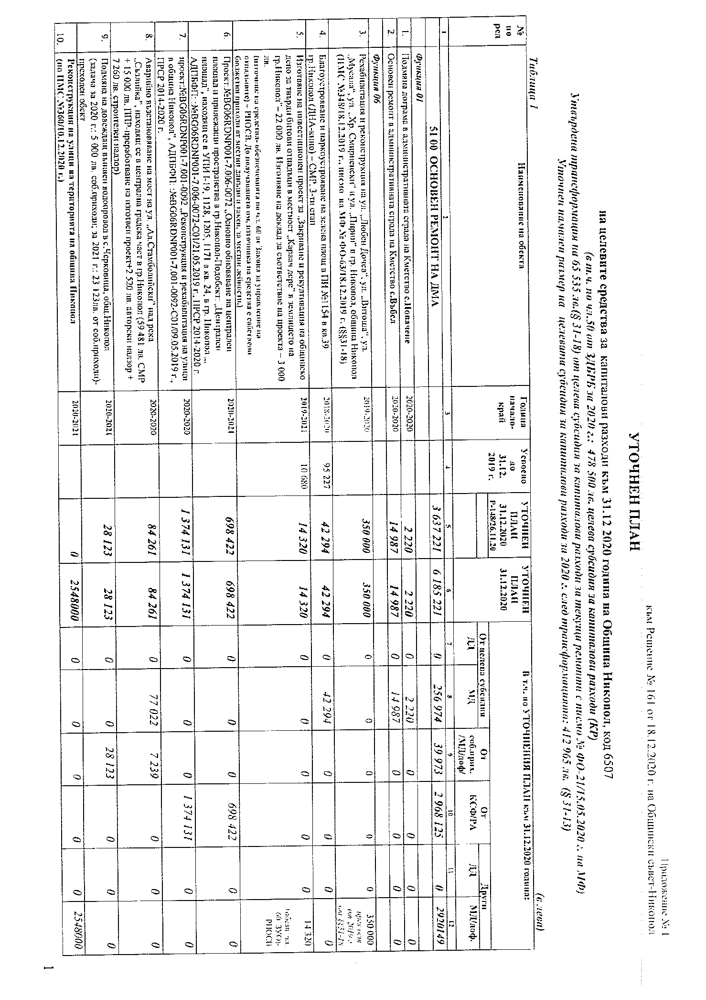 Приложение № 1
към Решение № 161 от 18.12.2020 г. на Общински съвет-Никопол
УТОЧНЕН ПЛАН
на целевите средства за капиталови разходи към 31.12 2020 година на Община Никопол, код 6507
(в т.ч. по чл.50 от ЗДБРБ за 2020 г.: 478 500 лв. целева субсидия за капиталови разходи (КР)
Утвърдена трансформация на 65 535 лв.(§ 31-18) от целева субсидия за капиталови разходи за текущи ремонти с писмо № ФО-21/15.05.2020 г. на МФ)
Уточнен намален размер на целевата субсидия за капиталови разходи за 2020 г. след трансформацията: 412 965 лв. (§ 31-13)
Таблица 1
(в лева)
№ по ред
Наименование на обекта
Година начало-край
Усвоено до 31.12. 2019 г.
УТОЧНЕН ПЛАН 31.12.2020 Р-148/26.11.20
УТОЧНЕН ПЛАН 31.12.2020
В т.ч. по УТОЧНЕНИЯ ПЛАН към 31.12.2020 година:
От целева субсидия
От соб.прих. /МД/доф/
От КСФ/РА
Други
ДД
МД
ДД
МД/доф.
1 2 3 4 5 6 7 8 9 10 11 12
51 00 ОСНОВЕН РЕМОНТ НА ДМА 3 637 221 6 185 221 0 256 974 39 973 2 968 125 0 2920149
Функция 01
1. Подмяна дограма в административната сграда на Кметство с.Новачене 2020-2020 2 220 2 220 0 2 220 0 0 0 0
2. Основен ремонт в административната сграда на Кметство с.Въбел 2020-2020 14 987 14 987 0 14 987 0 0 0 0
Функция 06
3. Рехабилитация и реконструкция на ул. „Любен Дочев“, ул. „Витоша“, ул.
„Мусала“, ул. „Хр. Смирненски“ и ул. „Пирин“ в гр. Никопол, община Никопол
(ПМС №348/18.12.2019 г., писмо на МФ № ФО-63/18.12.2019 г. (§§31-18)
2019-2020 350 000 350 000 0 0 0 0 0 350 000
прех.ост
от 2019 г
от §§31-18
4. Благоустрояване и паркоустрояване на зелена площ в ПИ №1154 в кв.39
гр.Никопол (ДНА-кино) – СМР, 3-ти етап
2018-2020 95 227 42 294 42 294 0 42 294 0 0 0 0
5. Изготвяне на инвестиционен проект за „Закриване и рекултивация на общинско
депо за твърди битови отпадъци в местност „Караач дере“ в землището на
гр.Никопол“– 22 000 лв. Изготвяне на доклад за съответствие на проекта – 3 000
лв.
(източник на средства- обезпеченията по чл. 60 от Закона за управление на
отпадъците) – РИОСВ. До получаването им, източника на средства е собствени
бюджетни приходи от местни данъци и такси, за местни дейности.)
2019-2021 10 680 14 320 14 320 0 0 0 0 0 14 320
чл.
60 ЗУО)-
РИОСВ
6. Проект №BG06RDNP001-7.006-0072 „Основно обновяване на централен
площад и прилежащи пространства в гр.Никопол-Подобект: „Централен
площад“, находящ се в УПИ I-19, 1128, 1205, 1171 в кв. 24, в гр. Никопол „,
АДПБФП: №BG06RDNP001-7.006-0072-C01/21.05.2019 г., ПРСР 2014-2020 г.
2020-2021 698 422 698 422 0 0 0 698 422 0 0
7. проект:№BG06RDNP001-7.001-0092 „Реконструкция и рехабилитация на улици
в община Никопол“, АДПБФП: :№BG06RDNP001-7.001-0092-C01/09.05.2019 г.,
ПРСР 2014-2020 г.
2020-2020 1 374 131 1 374 131 0 0 0 1 374 131 0 0
8. Аварийно възстановяване на мост на ул. „Ал.Стамболийски“ над река
„Сьлийка“, находящ се в централна градска част в гр.Никопол (59 481 лв. СМР
+ 15 000 лв. ППР-преработване на изготвен проект+2 520 лв. авторски надзор +
7 260 лв. строителен надзор)
2020-2020 84 261 84 261 0 77 022 7 239 0 0 0
9. Подмяна на довеждащ външен водопровод в с.Черковица, общ.Никопол
(задача за 2020 г.: 5 000 лв. соб.приходи; за 2021 г.: 23 123лв. от соб.приходи)-
преходен обект
2020-2021 28 123 28 123 0 0 28 123 0 0 0
10. Реконструкция на улици на територията на община Никопол
(по ПМС №360/10.12.2020 г.)
2020-2021 0 2548000 0 0 0 0 0 2548000
1